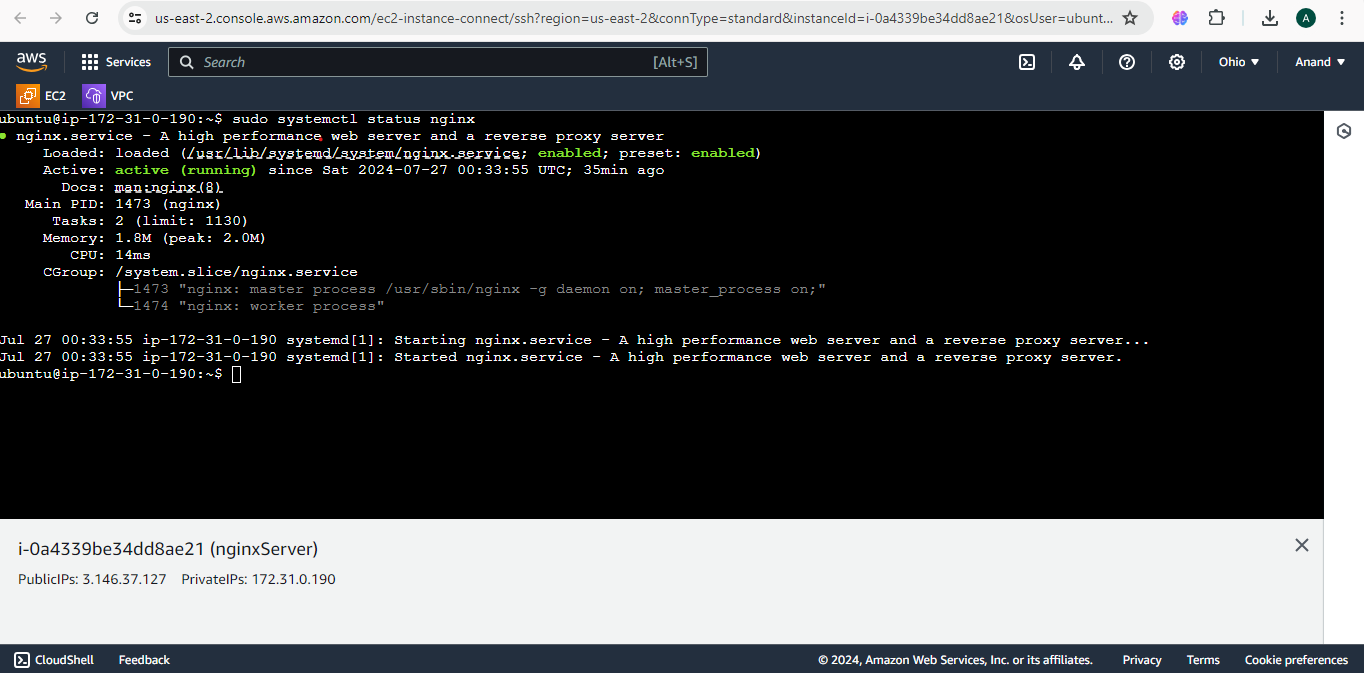 us-east-2.console.aws.amazon.com/ec2-instance-connect/ssh?region=us-east-2&connType=standard&instanceId=i-0a4339be34dd8ae21&osUser=ubunt...
A
aws
Services
Search
[Alt+S]
Ohio
Anand
EC2
VPC
ubuntu@ip-172-31-0-190:~$ sudo systemctl status nginx
● nginx.service - A high performance web server and a reverse proxy server
Loaded: loaded (/usr/lib/systemd/system/nginx.service; enabled; preset: enabled)
Active: active (running) since Sat 2024-07-27 00:33:55 UTC; 35min ago
Docs: man:nginx(8)
Main PID: 1473 (nginx)
Tasks: 2 (limit: 1130)
Memory: 1.8M (peak: 2.0M)
CPU: 14ms
CGroup: /system.slice/nginx.service
├─1473 "nginx: master process /usr/sbin/nginx -g daemon on; master_process on;"
└─1474 "nginx: worker process"
Jul 27 00:33:55 ip-172-31-0-190 systemd[1]: Starting nginx.service - A high performance web server and a reverse proxy server...
Jul 27 00:33:55 ip-172-31-0-190 systemd[1]: Started nginx.service - A high performance web server and a reverse proxy server.
ubuntu@ip-172-31-0-190:~$
i-0a4339be34dd8ae21 (nginxServer)
PublicIPs: 3.146.37.127 PrivateIPs: 172.31.0.190
CloudShell Feedback © 2024, Amazon Web Services, Inc. or its affiliates. Privacy Terms Cookie preferences